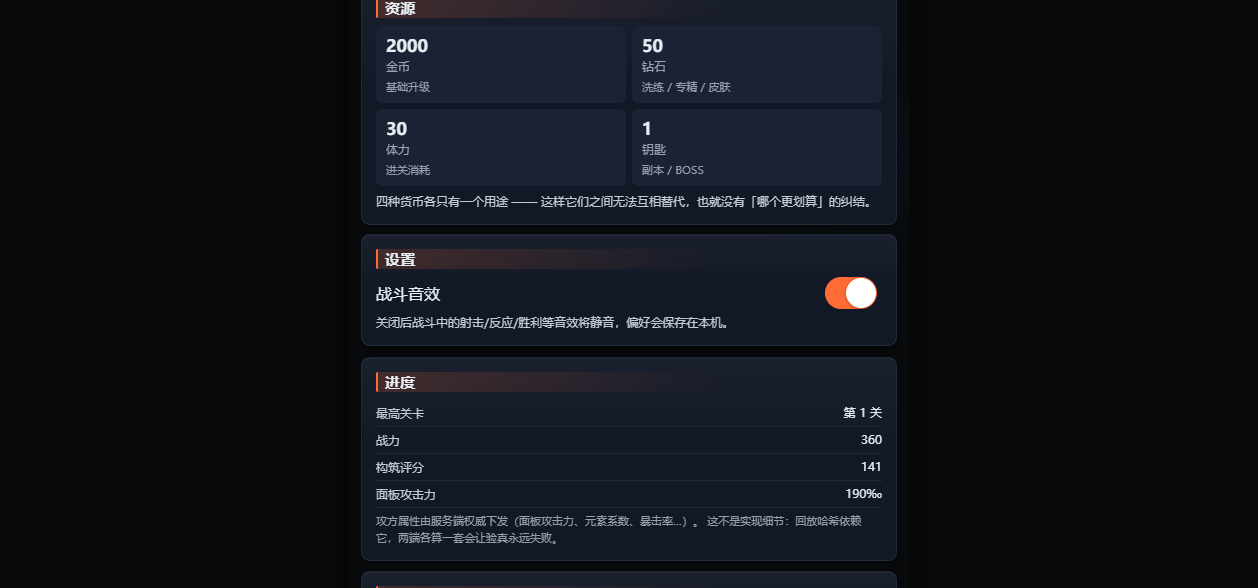 资源
2000
金币
基础升级
50
钻石
洗练 / 专精 / 皮肤
30
体力
进关消耗
1
钥匙
副本 / BOSS
四种货币各只有一个用途 —— 这样它们之间无法互相替代，也就没有「哪个更划算」的纠结。
设置
战斗音效
关闭后战斗中的射击/反应/胜利等音效将静音，偏好会保存在本机。
进度
最高关卡 第 1 关
战力 360
构筑评分 141
面板攻击力 190‰
攻方属性由服务端权威下发（面板攻击力、元素系数、暴击率…）。 这不是实现细节：回放哈希依赖
它，两端各算一套会让验真永远失败。